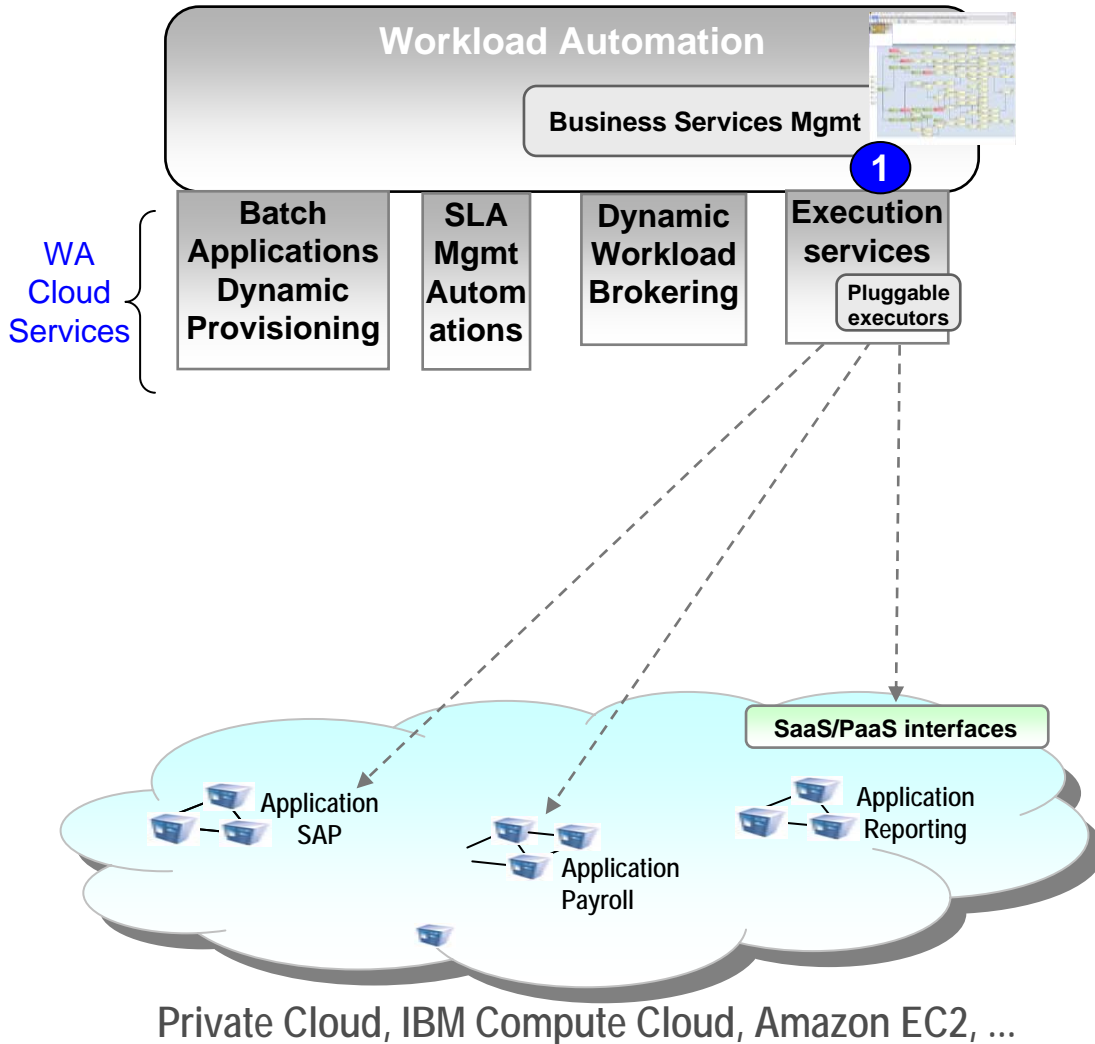 Workload Automation
Business Services Mgmt
1
WA
Cloud
Services
Batch
Applications
Dynamic
Provisioning
SLA
Mgmt
Autom
ations
Dynamic
Workload
Brokering
Execution
services
Pluggable
executors
SaaS/PaaS interfaces
Application
SAP
Application
Payroll
Application
Reporting
Private Cloud, IBM Compute Cloud, Amazon EC2, ...